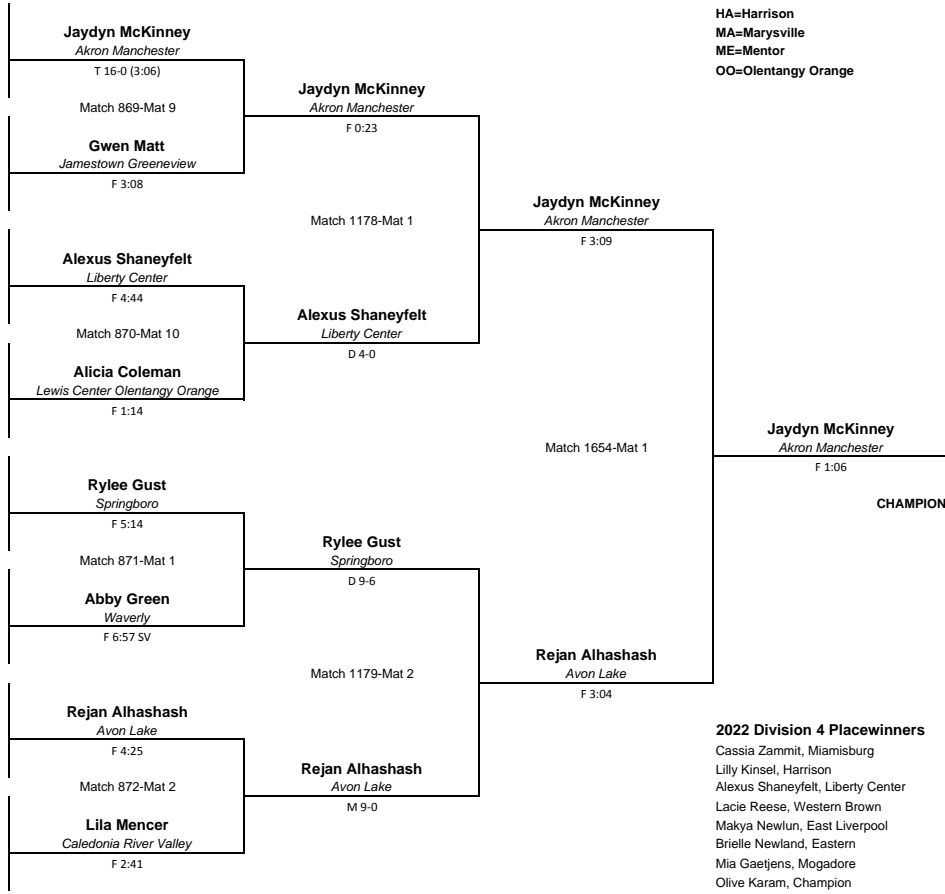 HA=Harrison
MA=Marysville
ME=Mentor
OO=Olentangy Orange
Jaydyn McKinney
Akron Manchester
T 16-0 (3:06)
Match 869-Mat 9
Gwen Matt
Jamestown Greeneview
F 3:08
Alexus Shaneyfelt
Liberty Center
F 4:44
Match 870-Mat 10
Alicia Coleman
Lewis Center Olentangy Orange
F 1:14
Rylee Gust
Springboro
F 5:14
Match 871-Mat 1
Abby Green
Waverly
F 6:57 SV
Rejan Alhashash
Avon Lake
F 4:25
Match 872-Mat 2
Lila Mencer
Caledonia River Valley
F 2:41
Jaydyn McKinney
Akron Manchester
F 0:23
Match 1178-Mat 1
Alexus Shaneyfelt
Liberty Center
D 4-0
Rylee Gust
Springboro
D 9-6
Match 1179-Mat 2
Rejan Alhashash
Avon Lake
M 9-0
Jaydyn McKinney
Akron Manchester
F 3:09
Match 1654-Mat 1
Rejan Alhashash
Avon Lake
F 3:04
Jaydyn McKinney
Akron Manchester
F 1:06
CHAMPION
2022 Division 4 Placewinners
Cassia Zammit, Miamisburg
Lilly Kinsel, Harrison
Alexus Shaneyfelt, Liberty Center
Lacie Reese, Western Brown
Makya Newlun, East Liverpool
Brielle Newland, Eastern
Mia Gaetjens, Mogadore
Olive Karam, Champion